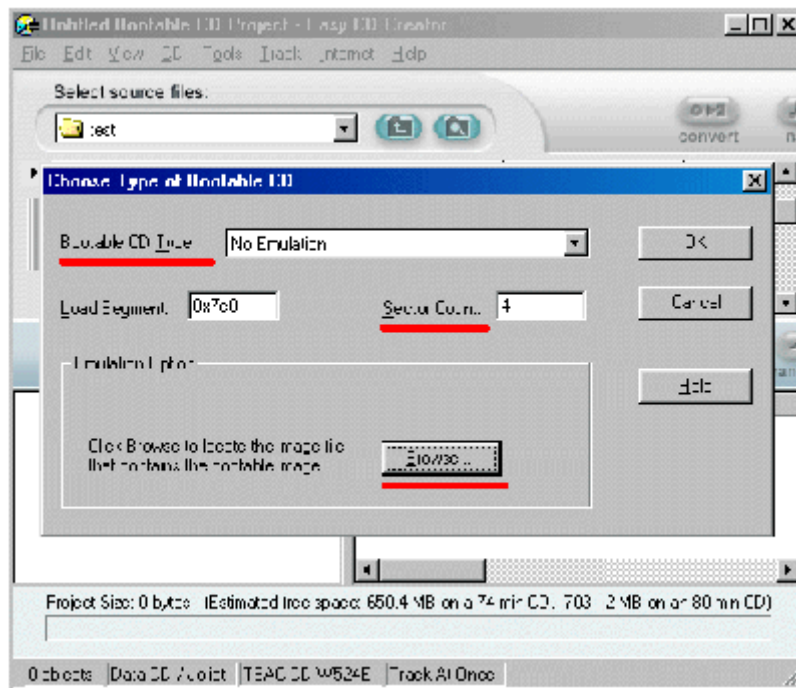 Untitled Bootable CD Project - Easy CD Creator
File Edit View CD Tools Track Internet Help
Select source files:
test
convert
Choose Type of Bootable CD
Bootable CD Type No Emulation OK
Load Segment: 0x7c0 Sector Count: 4 Cancel
Emulation Option
Help
Click Browse to locate the image file
that contains the bootable image
Browse...
Project Size: 0 bytes (Estimated free space: 650.4 MB on a 74 min CD. 703.2 MB on an 80 min CD)
0 objects Data CD Project TEAC CD-W524E Track At Once